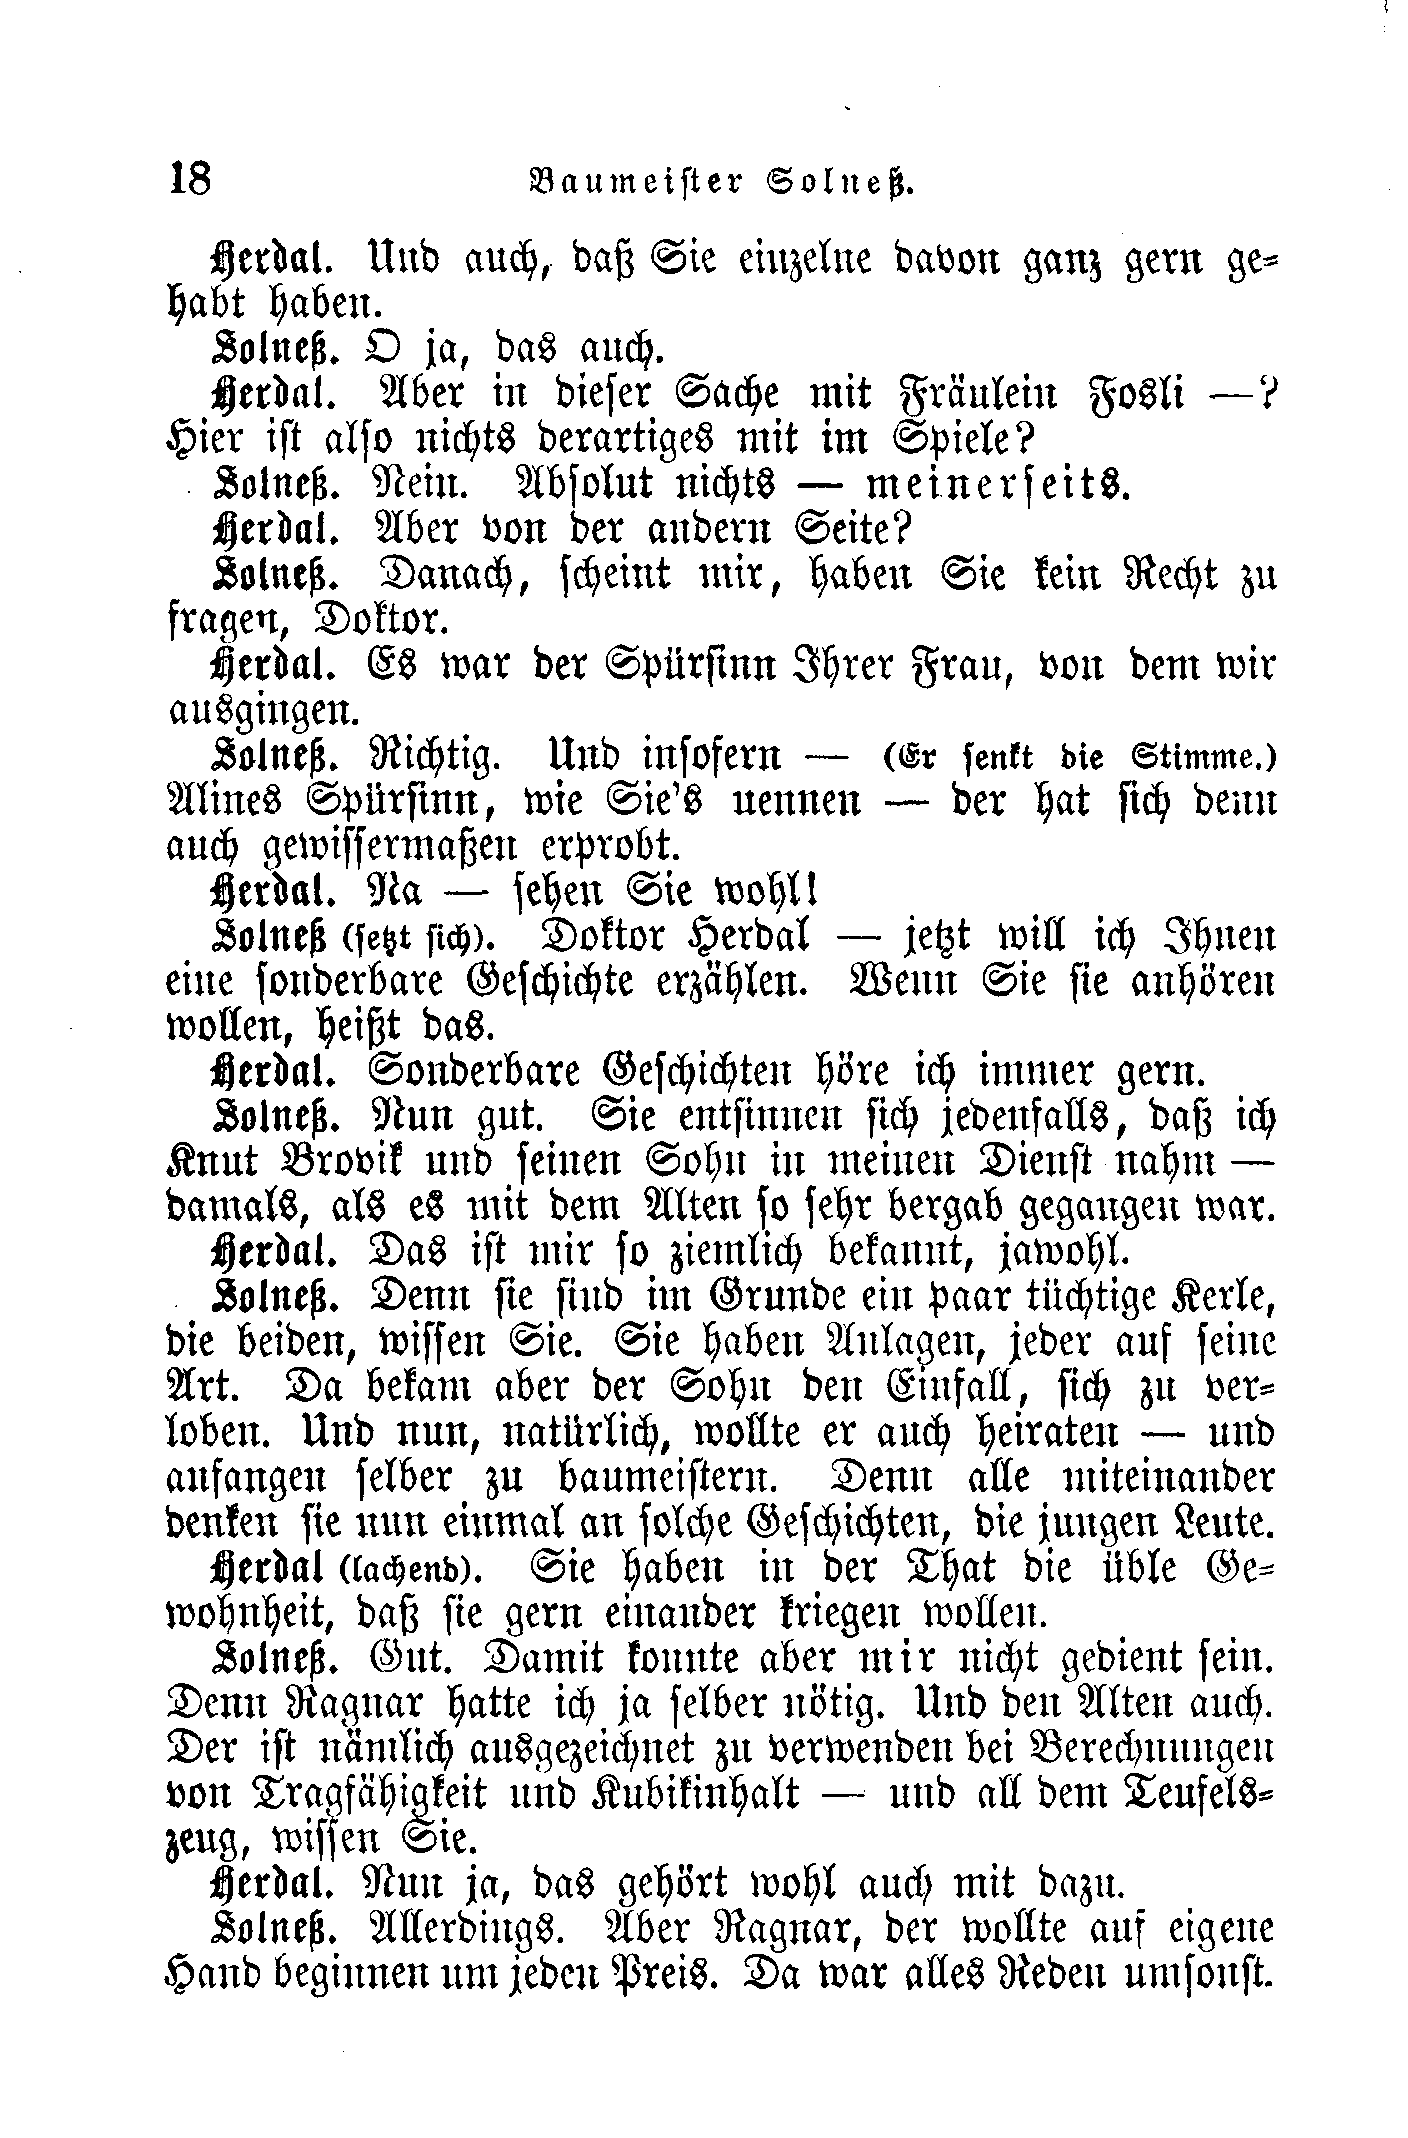 18 Baumeister Solneß.
Herdal. Und auch, daß Sie einzelne davon ganz gern ge-
habt haben.
Solneß. O ja, das auch.
Herdal. Aber in dieser Sache mit Fräulein Fosli —?
Hier ist also nichts derartiges mit im Spiele?
Solneß. Nein. Absolut nichts — meinerseits.
Herdal. Aber von der andern Seite?
Solneß. Danach, scheint mir, haben Sie kein Recht zu
fragen, Doktor.
Herdal. Es war der Spürsinn Ihrer Frau, von dem wir
ausgingen.
Solneß. Richtig. Und insofern — (Er senkt die Stimme.)
Alines Spürsinn, wie Sie's nennen — der hat sich denn
auch gewissermaßen erprobt.
Herdal. Na — sehen Sie wohl!
Solneß (setzt sich). Doktor Herdal — jetzt will ich Ihnen
eine sonderbare Geschichte erzählen. Wenn Sie sie anhören
wollen, heißt das.
Herdal. Sonderbare Geschichten höre ich immer gern.
Solneß. Nun gut. Sie entsinnen sich jedenfalls, daß ich
Knut Brovik und seinen Sohn in meinen Dienst nahm —
damals, als es mit dem Alten so sehr bergab gegangen war.
Herdal. Das ist mir so ziemlich bekannt, jawohl.
Solneß. Denn sie sind im Grunde ein paar tüchtige Kerle,
die beiden, wissen Sie. Sie haben Anlagen, jeder auf seine
Art. Da bekam aber der Sohn den Einfall, sich zu ver-
loben. Und nun, natürlich, wollte er auch heiraten — und
anfangen selber zu baumeistern. Denn alle miteinander
denken sie nun einmal an solche Geschichten, die jungen Leute.
Herdal (lachend). Sie haben in der That die üble Ge-
wohnheit, daß sie gern einander kriegen wollen.
Solneß. Gut. Damit konnte aber mir nicht gedient sein.
Denn Ragnar hatte ich ja selber nötig. Und den Alten auch.
Der ist nämlich ausgezeichnet zu verwenden bei Berechnungen
von Tragfähigkeit und Kubikinhalt — und all dem Teufels-
zeug, wissen Sie.
Herdal. Nun ja, das gehört wohl auch mit dazu.
Solneß. Allerdings. Aber Ragnar, der wollte auf eigene
Hand beginnen um jeden Preis. Da war alles Reden umsonst.